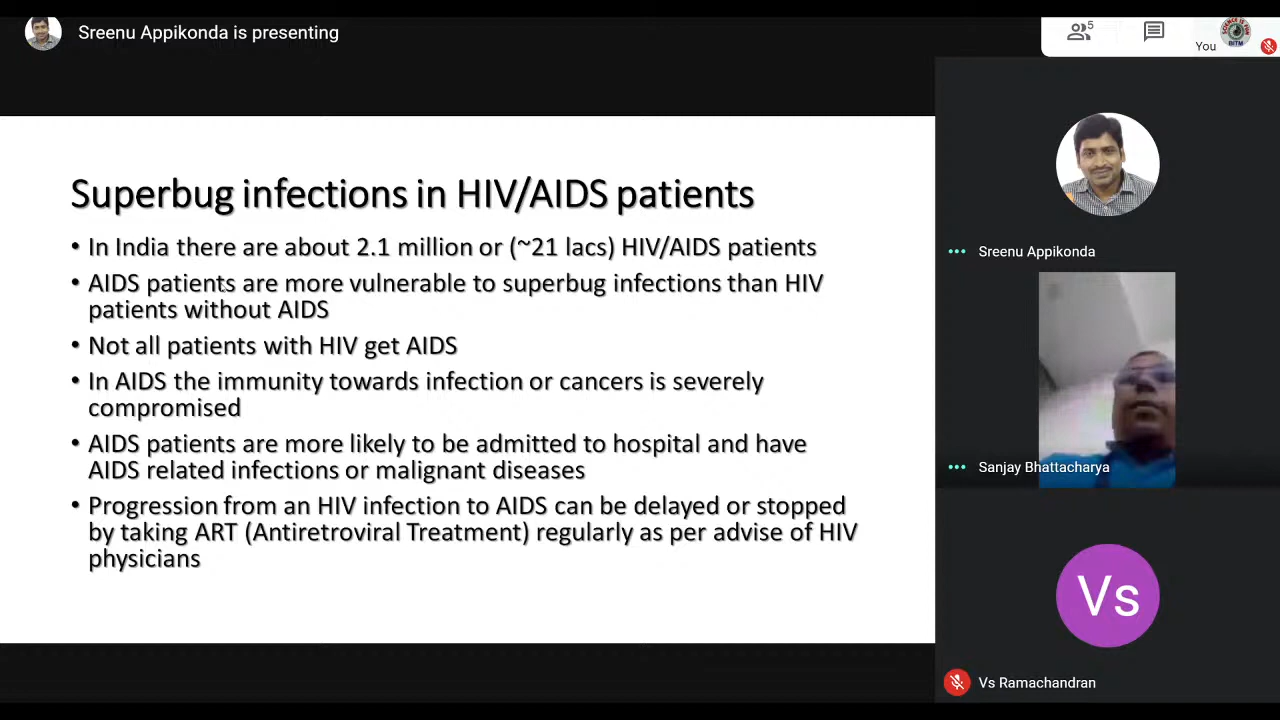 Sreenu Appikonda is presenting
5
You
Superbug infections in HIV/AIDS patients
• In India there are about 2.1 million or (~21 lacs) HIV/AIDS patients
• AIDS patients are more vulnerable to superbug infections than HIV
patients without AIDS
• Not all patients with HIV get AIDS
• In AIDS the immunity towards infection or cancers is severely
compromised
• AIDS patients are more likely to be admitted to hospital and have
AIDS related infections or malignant diseases
• Progression from an HIV infection to AIDS can be delayed or stopped
by taking ART (Antiretroviral Treatment) regularly as per advise of HIV
physicians
Sreenu Appikonda
Sanjay Bhattacharya
Vs
Vs Ramachandran